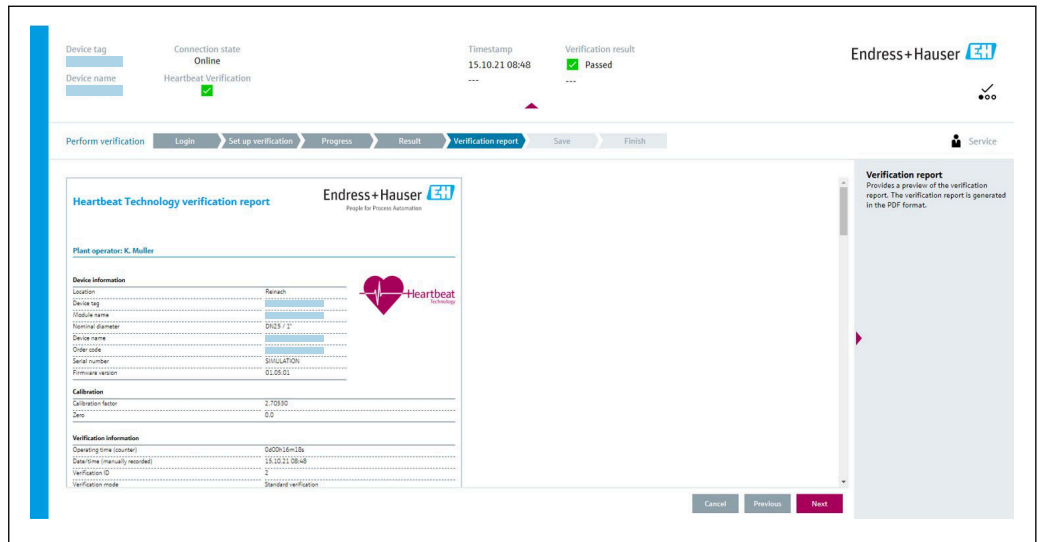 Device tag
Connection state
Online
Timestamp
15.10.21 08:48
Verification result
Passed
Endress+Hauser EH
Device name
Heartbeat Verification
---
---
Perform verification Login Set up verification Progress Result Verification report Save Finish Service
Heartbeat Technology verification report
Endress+Hauser EH
People for Process Automation
Plant operator: K. Muller
Device information
Location Reinach
Device tag
Module name
Nominal diameter DN25 / 1"
Device name
Order code
Serial number SIMULATION
Firmware version 01.05.01
Heartbeat
Technology
Calibration
Calibration factor 2.70530
Zero 0.0
Verification information
Operating time (counter) 0d00h16m18s
Date/time (manually recorded) 15.10.21 08:48
Verification ID 2
Verification mode Standard verification
Verification report
Provides a preview of the verification
report. The verification report is generated
in the PDF format.
Cancel Previous Next